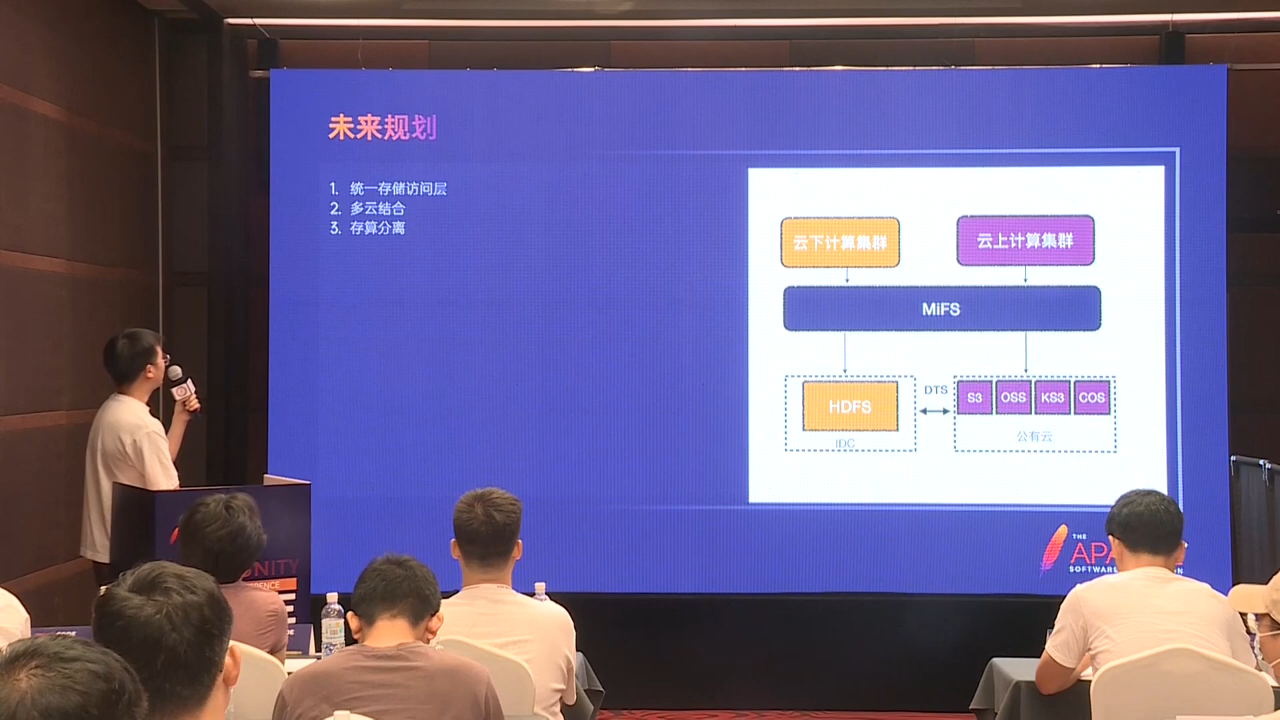 未来规划
1. 统一存储访问层
2. 多云结合
3. 存算分离
云下计算集群
云上计算集群
MiFS
HDFS
IDC
DTS
S3
OSS
KS3
COS
公有云
THE
SOFTWARE